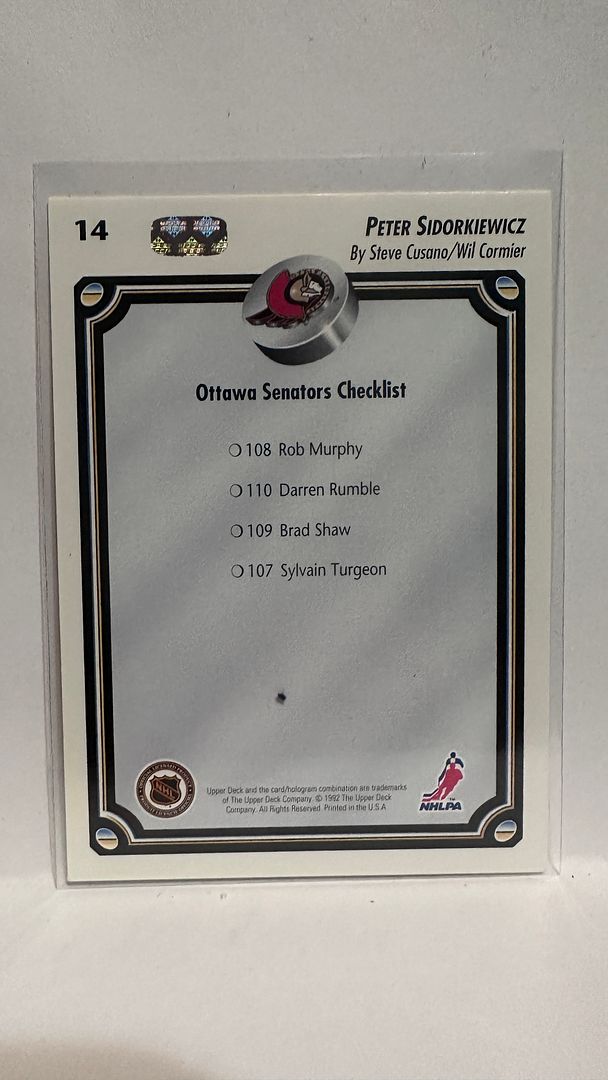 14
PETER SIDORKIEWICZ
By Steve Cusano/Wil Cormier
Ottawa Senators Checklist
108 Rob Murphy
110 Darren Rumble
109 Brad Shaw
107 Sylvain Turgeon
NHL
Upper Deck and the card/hologram combination are trademarks
of The Upper Deck Company. © 1992 The Upper Deck
Company. All Rights Reserved. Printed in the U.S.A
NHLPA
TM